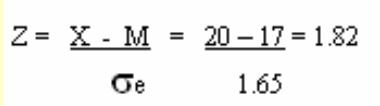 Z = X - M = 20 – 17 = 1.82
σe 1.65